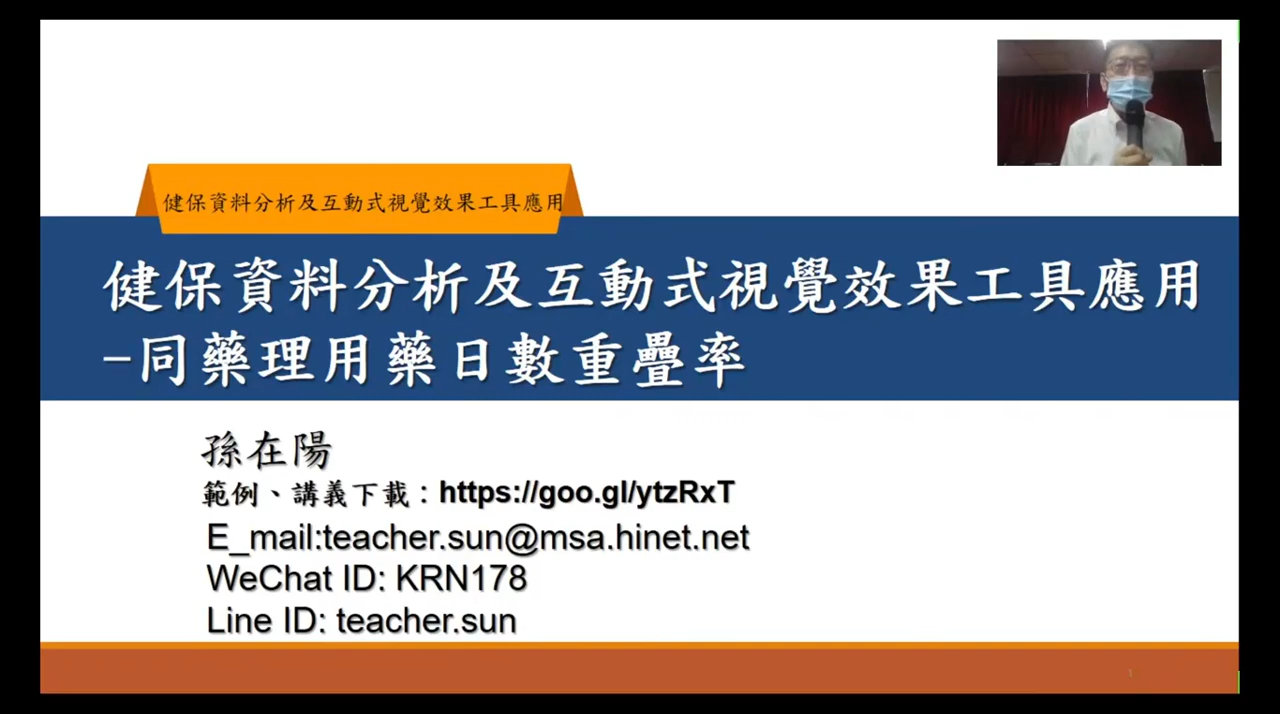 健保資料分析及互動式視覺效果工具應用
健保資料分析及互動式視覺效果工具應用
–同藥理用藥日數重疊率
孫在陽
範例、講義下載：https://goo.gl/ytzRxT
E_mail:teacher.sun@msa.hinet.net
WeChat ID: KRN178
Line ID: teacher.sun
1